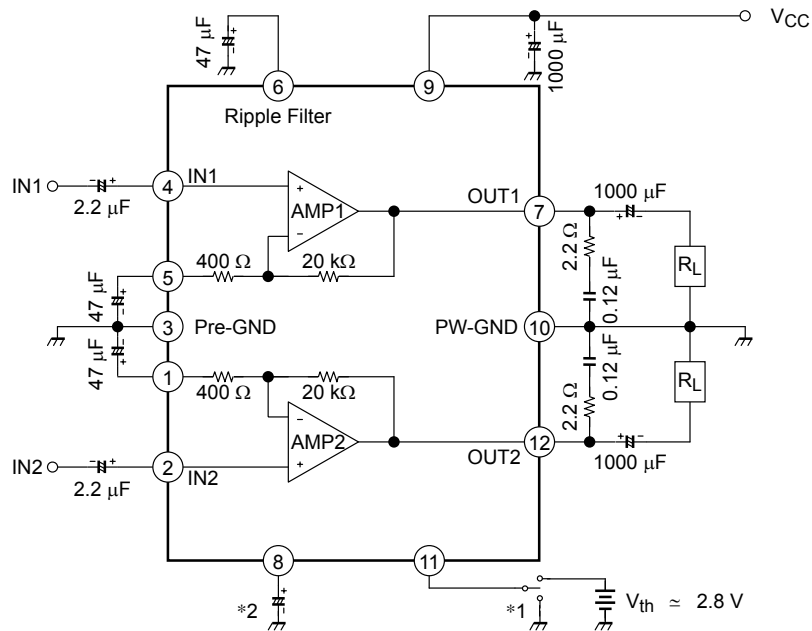 V_CC
47 μF
1000 μF
6
9
Ripple Filter
IN1
2.2 μF
4
IN1
AMP1
OUT1
7
1000 μF
2.2 Ω
0.12 μF
R_L
5
400 Ω
20 kΩ
47 μF
3
Pre-GND
PW-GND
10
47 μF
1
400 Ω
20 kΩ
0.12 μF
2.2 Ω
R_L
AMP2
OUT2
12
1000 μF
IN2
2.2 μF
2
IN2
8
11
*2
*1
V_th ≃ 2.8 V